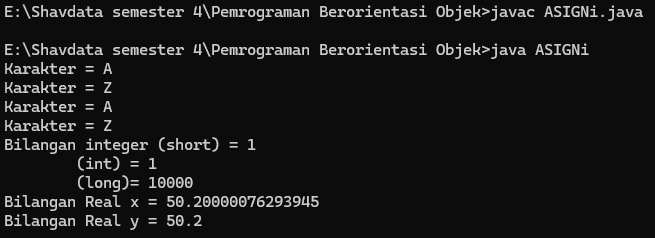 E:\Shavdata semester 4\Pemrograman Berorientasi Objek>javac ASIGNi.java
E:\Shavdata semester 4\Pemrograman Berorientasi Objek>java ASIGNi
Karakter = A
Karakter = Z
Karakter = A
Karakter = Z
Bilangan integer (short) = 1
(int) = 1
(long)= 10000
Bilangan Real x = 50.20000076293945
Bilangan Real y = 50.2